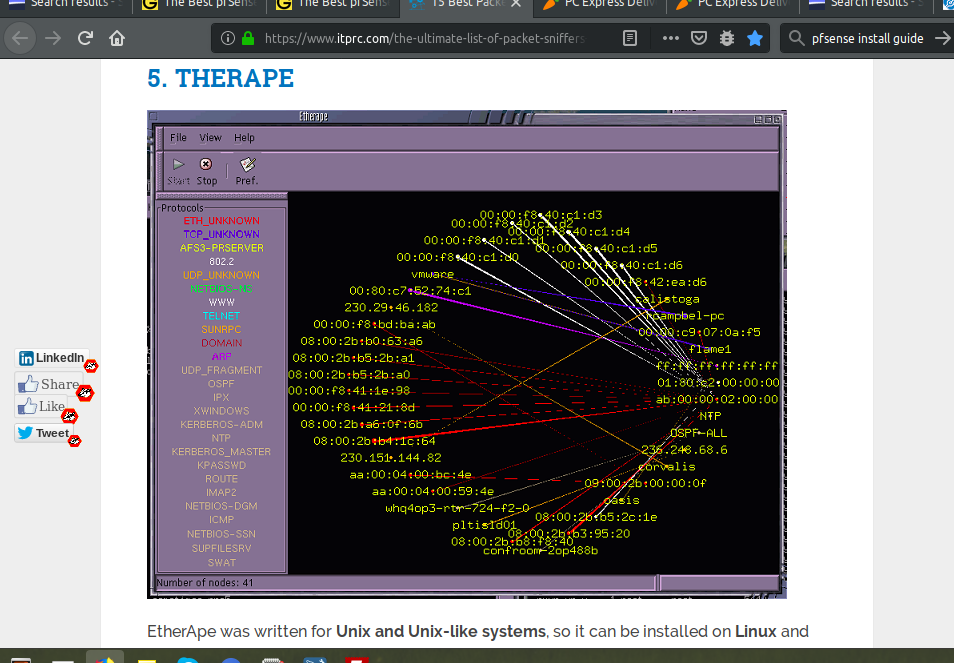 Search results -
The Best pfSens
The Best pfSens
15 Best Pack
PC Express Deliv
PC Express Deliv
Search results - S
https://www.itprc.com/the-ultimate-list-of-packet-sniffers
pfsense install guide
5. THERAPE
Etherape
File View Help
Start Stop Pref.
Protocols
ETH_UNKNOWN
TCP_UNKNOWN
AFS3-PRSERVER
802.2
UDP_UNKNOWN
NETBIOS-NS
WWW
TELNET
SUNRPC
DOMAIN
ARP
UDP_FRAGMENT
OSPF
IPX
XWINDOWS
KERBEROS-ADM
NTP
KERBEROS_MASTER
KPASSWD
ROUTE
IMAP2
NETBIOS-DGM
ICMP
NETBIOS-SSN
SUPFILESRV
SWAT
00:00:f8:40:c1:d3
00:00:f8:40:c1:d2
00:00:f8:40:c1:d4
00:00:f8:40:c1:d1
00:00:f8:40:c1:d5
00:00:f8:40:c1:d0
00:00:f8:40:c1:d6
vmware
00:80:c7:52:74:c1
calistoga
230.29.46.182
rcampbel-pc
00:00:f8:bd:ba:ab
00:00:c9:07:0a:f5
08:00:2b:b0:63:a6
flame1
08:00:2b:b5:2b:a1
ff:ff:ff:ff:ff:ff
08:00:2b:b5:2b:a0
01:80:c2:00:00:00
00:00:f8:41:1e:98
ab:00:00:02:00:00
00:00:f8:41:21:8d
NTP
08:00:2b:a6:0f:6b
OSPF-ALL
08:00:2b:b4:1c:64
236.248.68.6
230.151.144.82
corvalis
aa:00:04:00:bc:4e
09:00:2b:00:00:0f
aa:00:04:00:59:4e
oasis
whq4op3-rtr-724-f2-0
08:00:2b:b5:2c:1e
pltisld01
08:00:2b:63:95:20
08:00:2b:b8:f8:40
confroom-2op488b
Number of nodes: 41
LinkedIn
Share
Like
Tweet
EtherApe was written for Unix and Unix-like systems, so it can be installed on Linux and